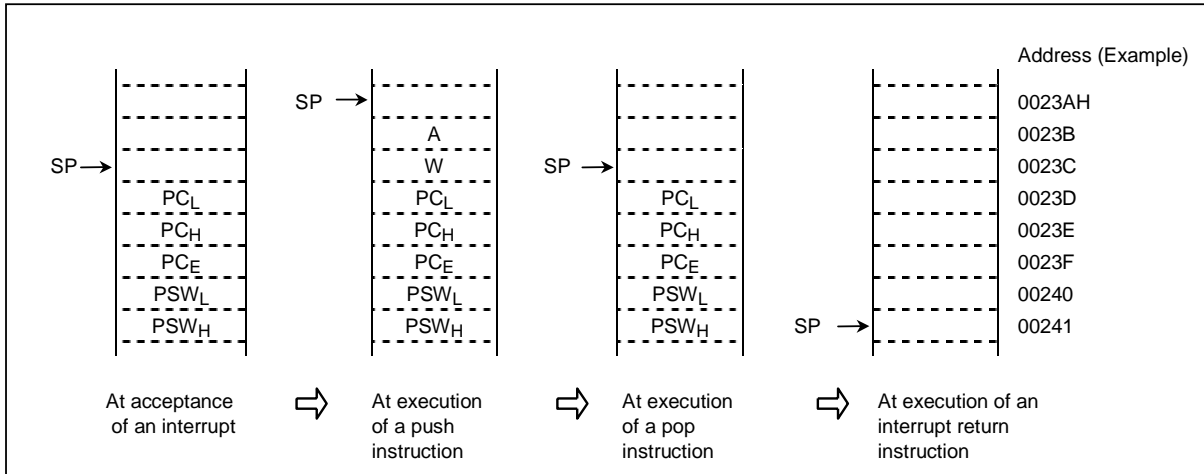 Address (Example)
SP
0023AH
A
0023B
SP
W
SP
0023C
PCL
PCL
PCL
0023D
PCH
PCH
PCH
0023E
PCE
PCE
PCE
0023F
PSWL
PSWL
PSWL
00240
PSWH
PSWH
PSWH
SP
00241
At acceptance
of an interrupt
At execution
of a push
instruction
At execution
of a pop
instruction
At execution of an
interrupt return
instruction